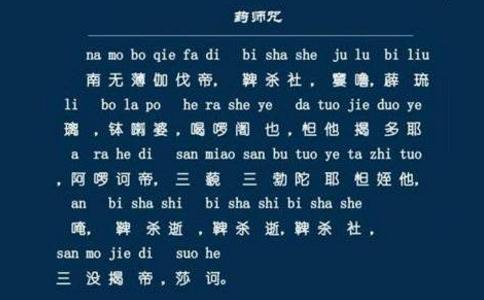 药师咒
na mo bo qie fa di bi sha she ju lu bi liu
南无薄伽伐帝，鞞杀社，窭噜，薜 琉
li bo la po he ra she ye da tuo jie duo ye
璃 ，钵喇婆，喝啰阇 也，怛他 揭 多耶
a ra he di san miao san bu tuo ye ta zhi tuo
，阿啰诃帝，三 藐 三 勃陀 耶 怛姪他，
an bi sha shi bi sha shi bi sha she
唵， 鞞 杀 逝 ，鞞 杀 逝，鞞 杀 社 ，
san mo jie di suo he
三 没 揭 帝 ，莎 诃。